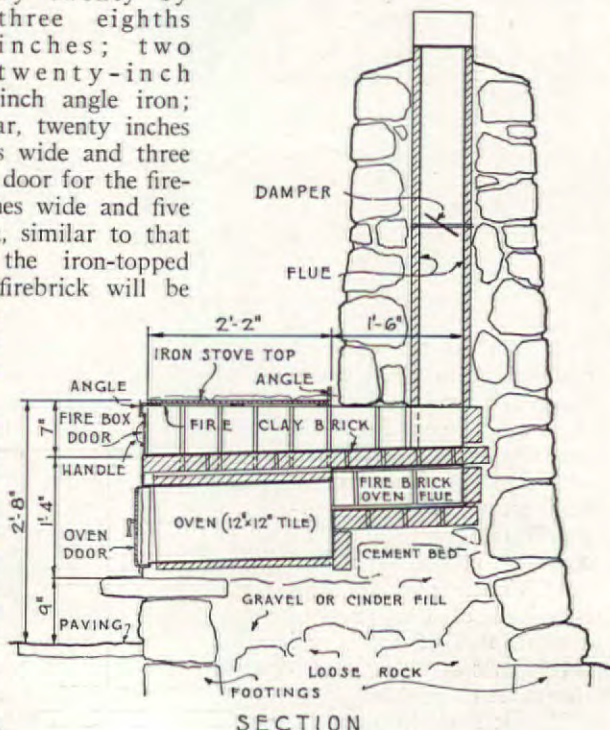 three eighths
inches; two
twenty-inch
inch angle iron;
twenty inches
wide and three
door for the fire-
wide and five
similar to that
the iron-topped
firebrick will be
DAMPER
FLUE
2'-2"
1'-6"
IRON STOVE TOP
ANGLE
ANGLE
FIRE BOX
DOOR
FIRE CLAY BRICK
HANDLE
7"
2'-8"
1'-4"
9"
FIRE BRICK
OVEN FLUE
OVEN (12"x12" TILE)
OVEN
DOOR
CEMENT BED
GRAVEL OR CINDER FILL
PAVING
LOOSE ROCK
FOOTINGS
SECTION